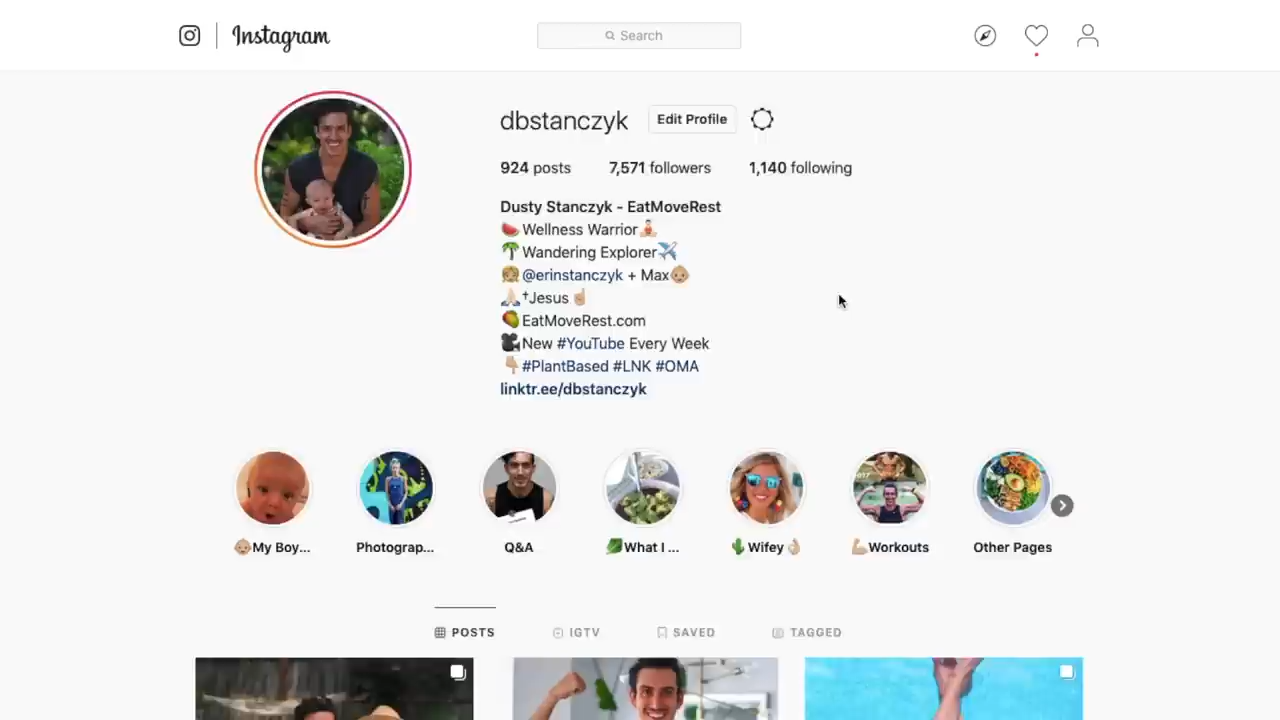 Instagram
Search
dbstanczyk Edit Profile
924 posts 7,571 followers 1,140 following
Dusty Stanczyk - EatMoveRest
🍉Wellness Warrior🧘🏼
🌴Wandering Explorer✈️
👧🏼@erinstanczyk + Max👶🏼
🙏🏼✝Jesus☝🏼
🥭EatMoveRest.com
🎥New #YouTube Every Week
👇🏼#PlantBased #LNK #OMA
linktr.ee/dbstanczyk
👶🏼My Boy... Photograp... Q&A 🥬What I ... 🌵Wifey👌🏼 💪🏼Workouts Other Pages
POSTS IGTV SAVED TAGGED